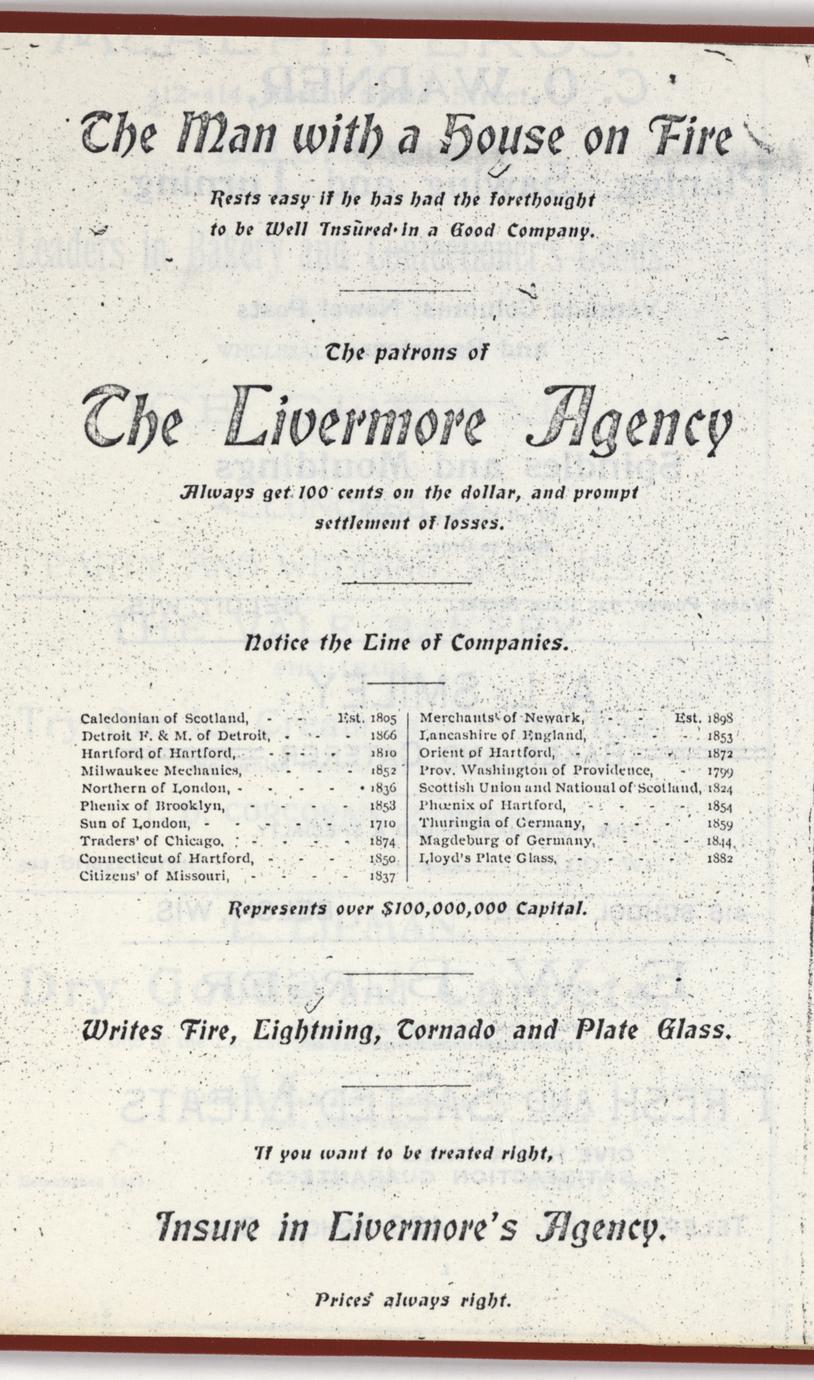 The Man with a House on Fire
Rests easy if he has had the forethought
to be Well Insured in a Good Company.
The patrons of
The Livermore Agency
Always get 100 cents on the dollar, and prompt
settlement of losses.
Notice the Line of Companies.
Caledonian of Scotland, - - Est. 1805
Detroit F. & M. of Detroit, - - - 1866
Hartford of Hartford, - - - - 1810
Milwaukee Mechanics, - - - - 1852
Northern of London, - - - - 1836
Phenix of Brooklyn, - - - - 1853
Sun of London, - - - - - 1710
Traders' of Chicago, - - - - 1874
Connecticut of Hartford, - - - - 1850
Citizens' of Missouri, - - - - 1837
Merchants' of Newark, - - Est. 1898
Lancashire of England, - - - 1853
Orient of Hartford, - - - - 1872
Prov. Washington of Providence, - - 1799
Scottish Union and National of Scotland, 1824
Phœnix of Hartford, - - - - 1854
Thuringia of Germany, - - - - 1859
Magdeburg of Germany, - - - 1844
Lloyd's Plate Glass, - - - - 1882
Represents over $100,000,000 Capital.
Writes Fire, Lightning, Tornado and Plate Glass.
If you want to be treated right,
Insure in Livermore's Agency.
Prices always right.